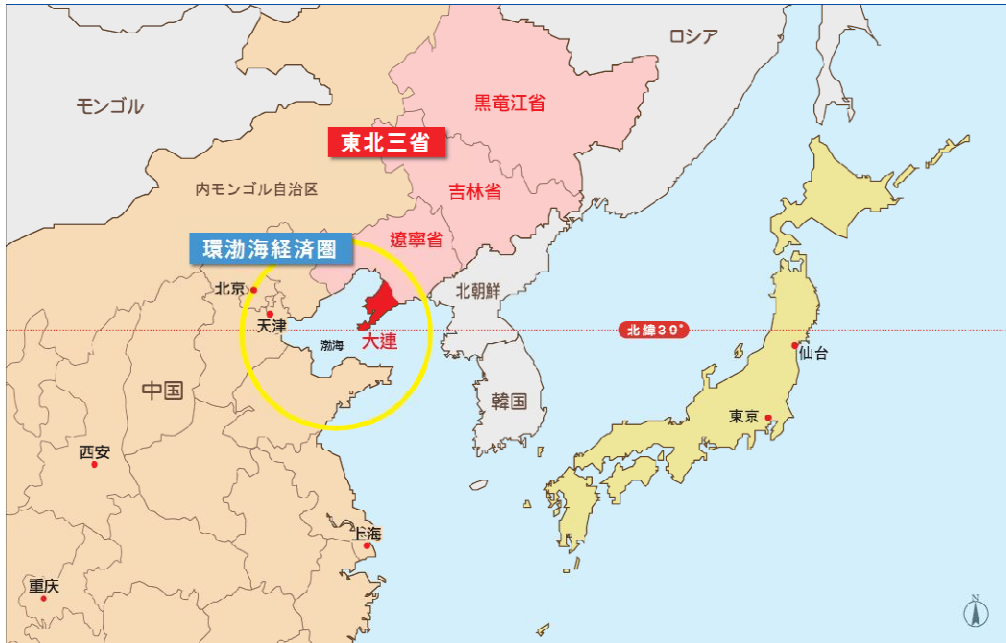 ロシア
モンゴル
黒竜江省
東北三省
内モンゴル自治区
吉林省
遼寧省
環渤海経済圏
北京
北朝鮮
天津
大連
北緯39°
渤海
仙台
中国
韓国
東京
西安
上海
重庆
N